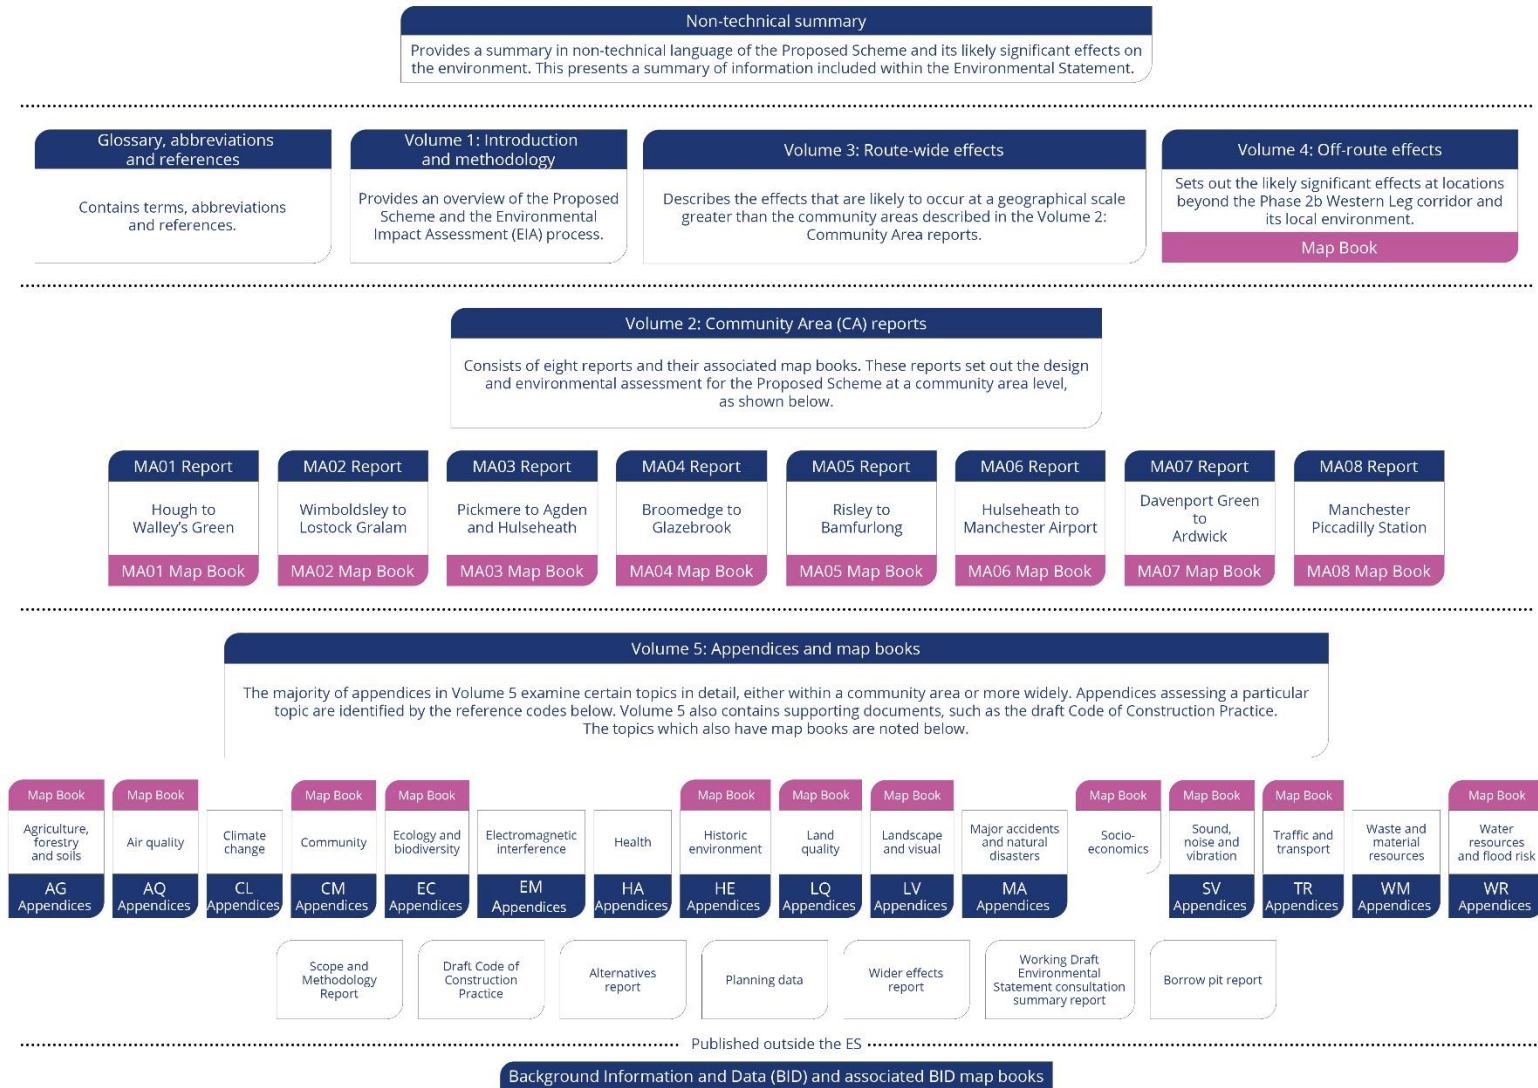 Non-technical summary
Provides a summary in non-technical language of the Proposed Scheme and its likely significant effects on
the environment. This presents a summary of information included within the Environmental Statement.
Glossary, abbreviations
and references
Contains terms, abbreviations
and references.
Volume 1: Introduction
and methodology
Provides an overview of the Proposed
Scheme and the Environmental
Impact Assessment (EIA) process.
Volume 3: Route-wide effects
Describes the effects that are likely to occur at a geographical scale
greater than the community areas described in the Volume 2:
Community Area reports.
Volume 4: Off-route effects
Sets out the likely significant effects at locations
beyond the Phase 2b Western Leg corridor and
its local environment.
Map Book
Volume 2: Community Area (CA) reports
Consists of eight reports and their associated map books. These reports set out the design
and environmental assessment for the Proposed Scheme at a community area level,
as shown below.
MA01 Report
Hough to
Walley's Green
MA01 Map Book
MA02 Report
Wimboldsley to
Lostock Gralam
MA02 Map Book
MA03 Report
Pickmere to Agden
and Hulseheath
MA03 Map Book
MA04 Report
Broomedge to
Glazebrook
MA04 Map Book
MA05 Report
Risley to
Bamfurlong
MA05 Map Book
MA06 Report
Hulseheath to
Manchester Airport
MA06 Map Book
MA07 Report
Davenport Green
to
Ardwick
MA07 Map Book
MA08 Report
Manchester
Piccadilly Station
MA08 Map Book
Volume 5: Appendices and map books
The majority of appendices in Volume 5 examine certain topics in detail, either within a community area or more widely. Appendices assessing a particular
topic are identified by the reference codes below. Volume 5 also contains supporting documents, such as the draft Code of Construction Practice.
The topics which also have map books are noted below.
Map Book
Agriculture,
forestry
and soils
AG
Appendices
Map Book
Air quality
AQ
Appendices
Climate
change
CL
Appendices
Map Book
Community
CM
Appendices
Map Book
Ecology and
biodiversity
EC
Appendices
Electromagnetic
interference
EM
Appendices
Health
HA
Appendices
Map Book
Historic
environment
HE
Appendices
Map Book
Land
quality
LQ
Appendices
Map Book
Landscape
and visual
LV
Appendices
Major accidents
and natural
disasters
MA
Appendices
Map Book
Socio-
economics
Map Book
Sound,
noise and
vibration
SV
Appendices
Map Book
Traffic and
transport
TR
Appendices
Waste and
material
resources
WM
Appendices
Map Book
Water
resources
and flood risk
WR
Appendices
Scope and
Methodology
Report
Draft Code of
Construction
Practice
Alternatives
report
Planning data
Wider effects
report
Working Draft
Environmental
Statement consultation
summary report
Borrow pit report
Published outside the ES
Background Information and Data (BID) and associated BID map books